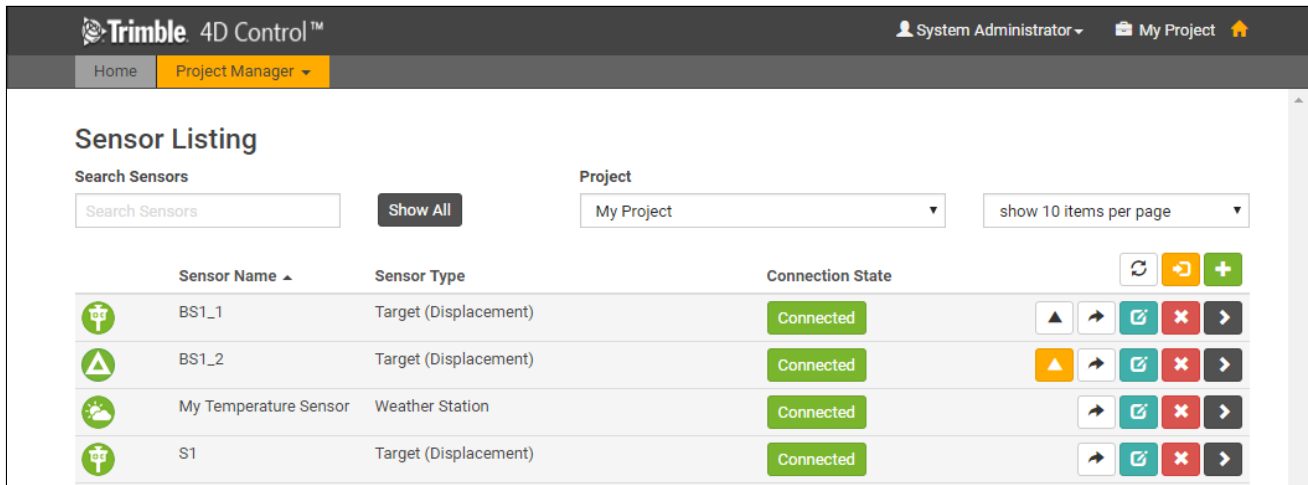 Trimble. 4D Control™
System Administrator
My Project
Home
Project Manager
Sensor Listing
Search Sensors
Project
Search Sensors
Show All
My Project
show 10 items per page
Sensor Name
Sensor Type
Connection State
BS1_1
Target (Displacement)
Connected
BS1_2
Target (Displacement)
Connected
My Temperature Sensor
Weather Station
Connected
S1
Target (Displacement)
Connected